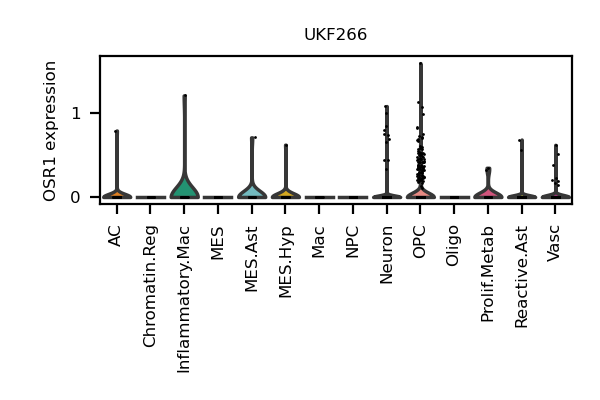 UKF266
OSR1 expression
1
0
AC
Chromatin.Reg
Inflammatory.Mac
MES
MES.Ast
MES.Hyp
Mac
NPC
Neuron
OPC
Oligo
Prolif.Metab
Reactive.Ast
Vasc